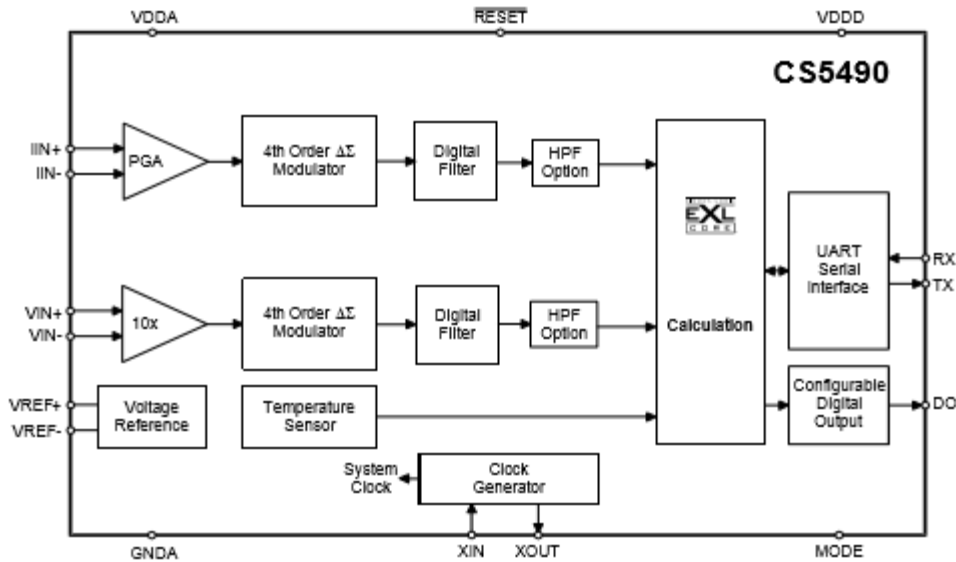 VDDA
RESET
VDDD
CS5490
IIN+
IIN-
PGA
4th Order ΔΣ
Modulator
Digital
Filter
HPF
Option
EXL
CORE
UART
Serial
Interface
RX
TX
VIN+
VIN-
10x
4th Order ΔΣ
Modulator
Digital
Filter
HPF
Option
Calculation
VREF+
VREF-
Voltage
Reference
Temperature
Sensor
Configurable
Digital
Output
DO
System
Clock
Clock
Generator
GNDA
XIN
XOUT
MODE